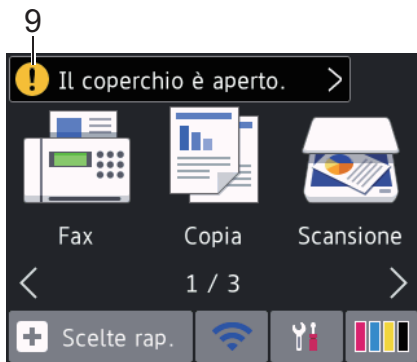 9
Il coperchio è aperto.
Fax Copia Scansione
1 / 3
Scelte rap.